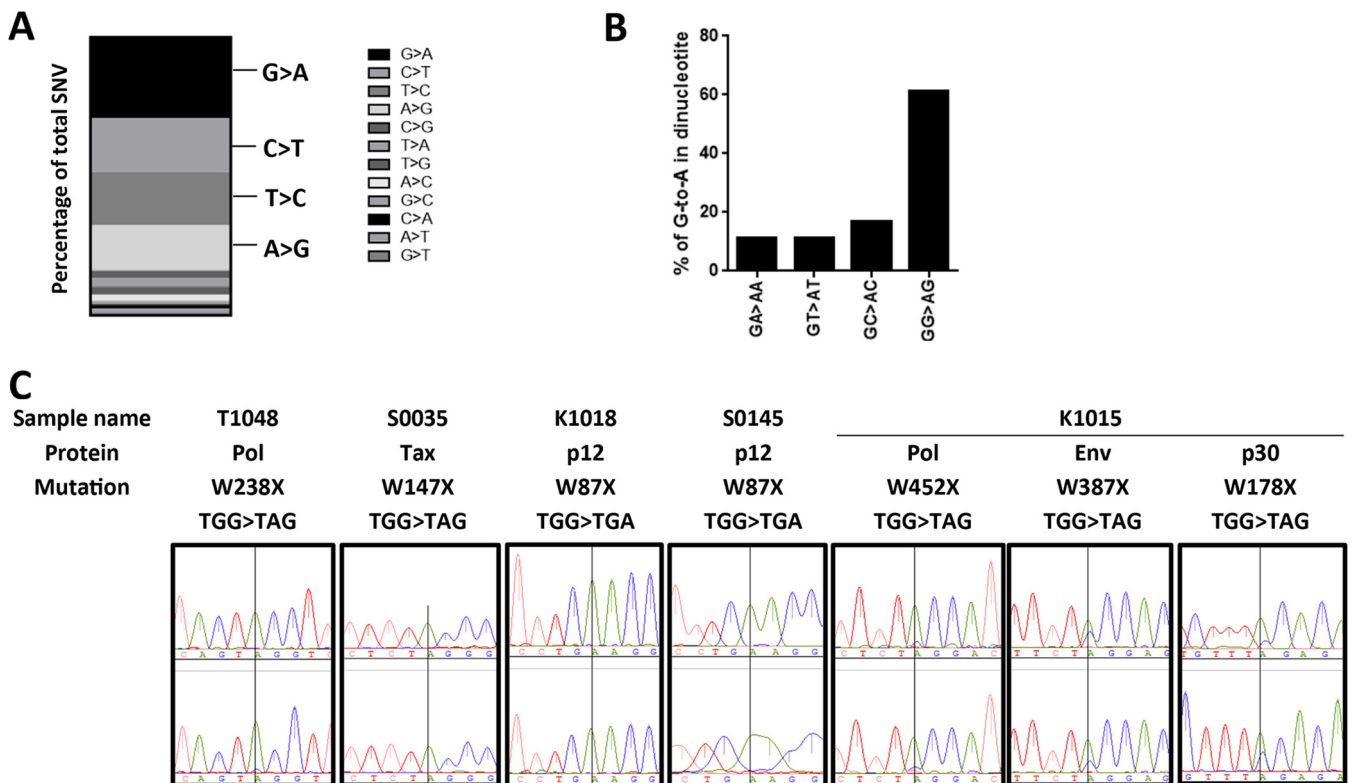 A
Percentage of total SNV
G>A
C>T
T>C
A>G
G>A
C>T
T>C
A>G
C>G
T>A
T>G
A>C
G>C
C>A
A>T
G>T
B
% of G-to-A in dinucleotite
80
60
40
20
0
GA>AA
GT>AT
GC>AC
GG>AG
C
Sample name T1048 S0035 K1018 S0145 K1015
Protein Pol Tax p12 p12 Pol Env p30
Mutation W238X W147X W87X W87X W452X W387X W178X
TGG>TAG TGG>TAG TGG>TGA TGG>TGA TGG>TAG TGG>TAG TGG>TAG
C A G T A G G T C C T C T A G G G C C T G A A G G C C T G A A G G C T C T A G G A C T T C T A G G A G T G T T T A G A G
C A G T A G G T C T C T A G G G C C T G A A G G C T G A A G G C T C T A G G A C T T C T A G G A G G T T T A G A G A